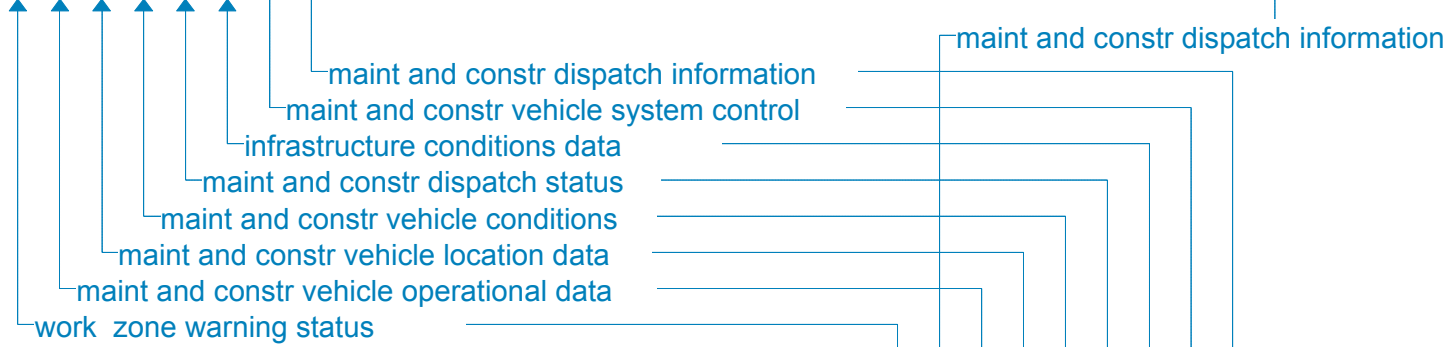 maint and constr dispatch information
maint and constr dispatch information
maint and constr vehicle system control
infrastructure conditions data
maint and constr dispatch status
maint and constr vehicle conditions
maint and constr vehicle location data
maint and constr vehicle operational data
work zone warning status